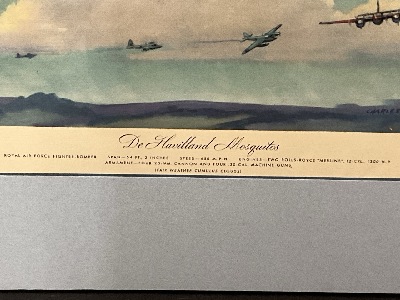 De Havilland Mosquitos
ROYAL AIR FORCE FIGHTER BOMBER SPAN—54 FT. 2 INCHES SPEED—400 M.P.H. ENGINES—TWO ROLLS-ROYCE "MERLINS", 12 CYL. 1300 H.P.
ARMAMENT—FOUR 20-MM. CANNON AND FOUR .30 CAL. MACHINE GUNS,
(FAIR WEATHER CUMULUS CLOUDS)